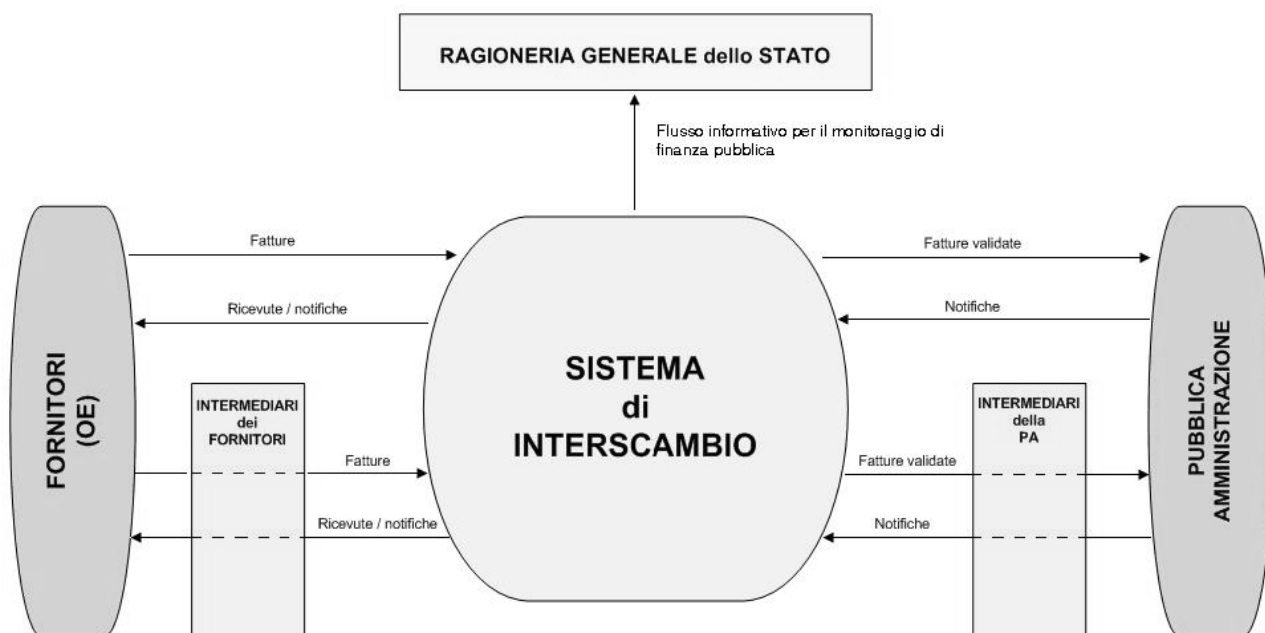 RAGIONERIA GENERALE dello STATO
Flusso informativo per il monitoraggio di
finanza pubblica
Fatture
Fatture validate
Ricevute / notifiche
Notifiche
FORNITORI
(OE)
SISTEMA
di
INTERSCAMBIO
PUBBLICA
AMMINISTRAZIONE
INTERMEDIARI
dei
FORNITORI
INTERMEDIARI
della
PA
Fatture
Fatture validate
Ricevute / notifiche
Notifiche